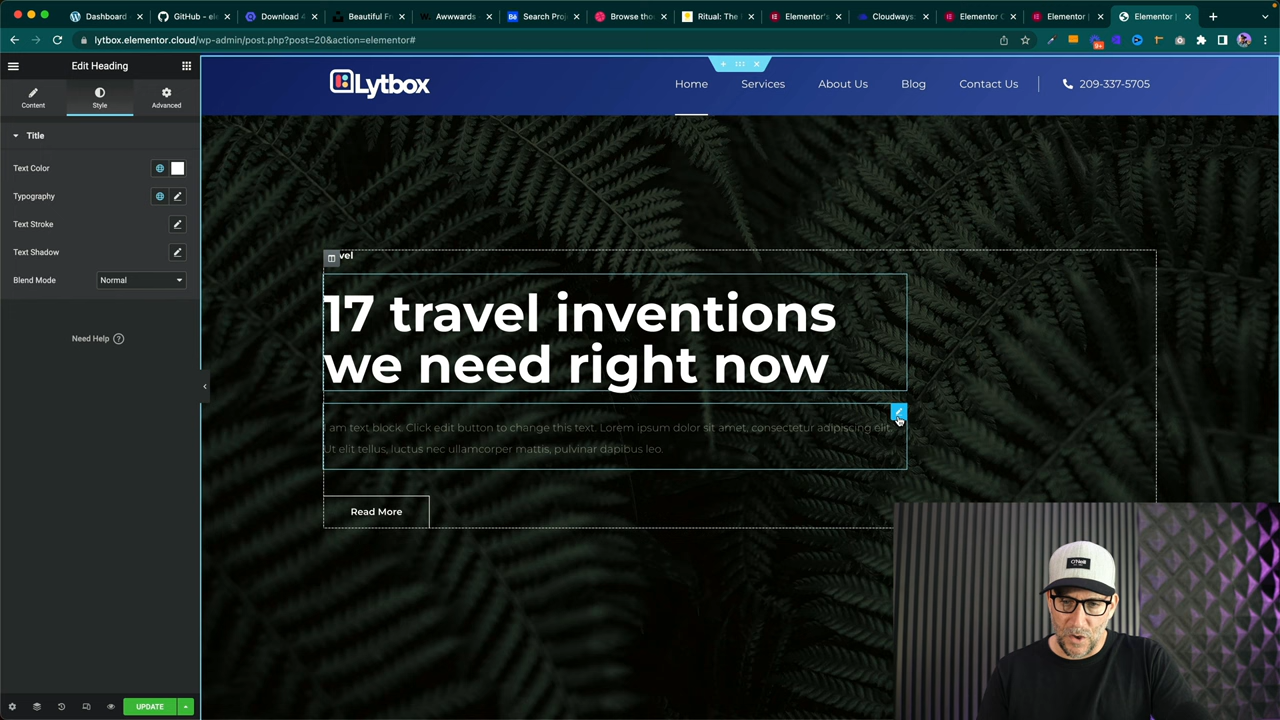 Dashboard
GitHub – el
Download 4
Beautiful Fr
Awwwards
Search Proj
Browse tho
Ritual: The
Elementor's
Cloudways
Elementor C
Elementor |
Elementor |
lytbox.elementor.cloud/wp-admin/post.php?post=20&action=elementor#
9+
Edit Heading
Content
Style
Advanced
Title
Text Color
Typography
Text Stroke
Text Shadow
Blend Mode
Normal
Need Help
UPDATE
Lytbox
Home
Services
About Us
Blog
Contact Us
209-337-5705
vel
17 travel inventions
we need right now
I am text block. Click edit button to change this text. Lorem ipsum dolor sit amet, consectetur adipiscing elit.
Ut elit tellus, luctus nec ullamcorper mattis, pulvinar dapibus leo.
Read More
O'Neill